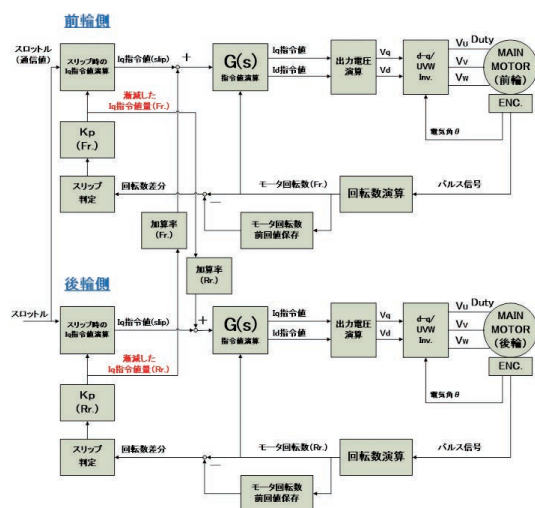 前輪側
スロットル
(通信値)
スリップ時の
Iq指令値演算
Iq指令値(slip)
+
G(s)
指令値演算
Iq指令値
Id指令値
出力電圧
演算
Vq
Vd
d-q/
UVW
Inv.
VU Duty
VV
VW
MAIN
MOTOR
(前輪)
ENC.
漸減した
Iq指令値量(Fr.)
Kp
(Fr.)
電気角θ
スリップ
判定
回転数差分
モータ回転数(Fr.)
回転数演算
パルス信号
—
モータ回転数
前回値保存
加算率
(Fr.)
加算率
(Rr.)
後輪側
スロットル
スリップ時の
Iq指令値演算
Iq指令値(slip)
+
G(s)
指令値演算
Iq指令値
Id指令値
出力電圧
演算
Vq
Vd
d-q/
UVW
Inv.
VU Duty
VV
VW
MAIN
MOTOR
(後輪)
ENC.
漸減した
Iq指令値量(Rr.)
Kp
(Rr.)
電気角θ
スリップ
判定
回転数差分
モータ回転数(Rr.)
回転数演算
パルス信号
—
モータ回転数
前回値保存